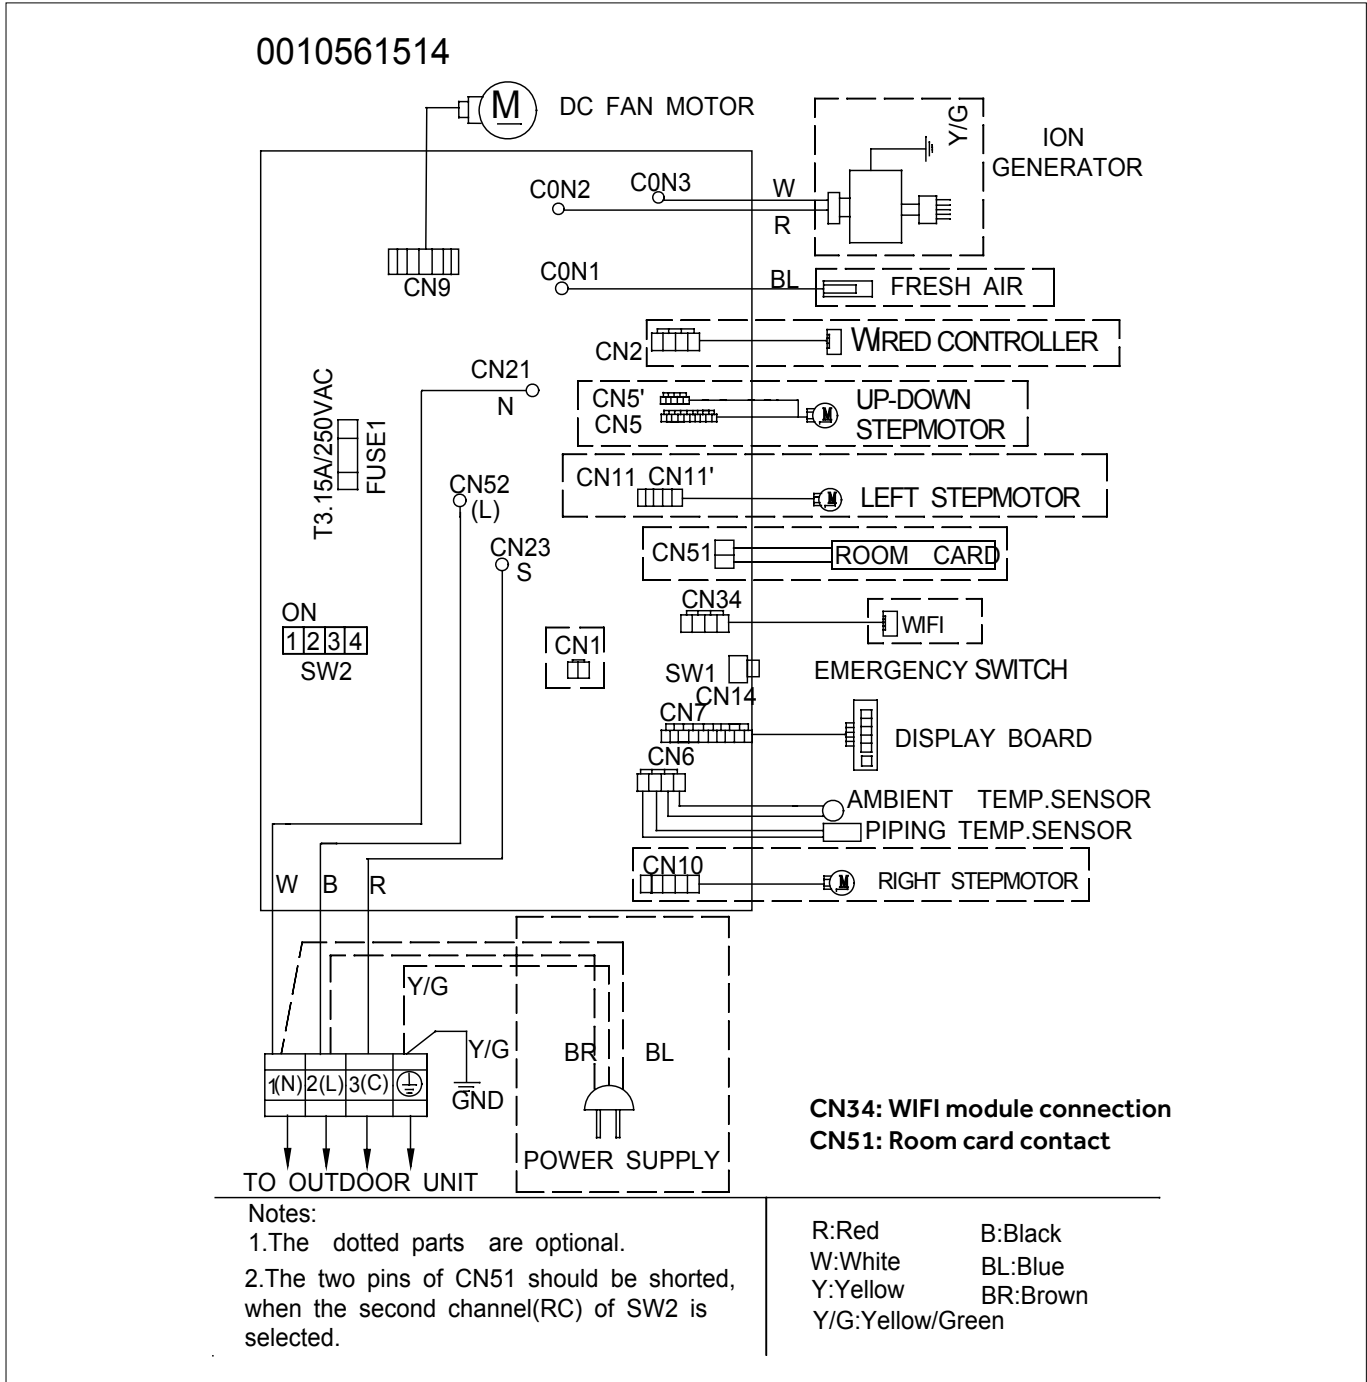 0010561514
M
DC FAN MOTOR
Y/G
ION
GENERATOR
C0N2
C0N3
W
R
CN9
C0N1
BL
FRESH AIR
CN2
WIRED CONTROLLER
CN21
N
CN5'
CN5
M
UP-DOWN
STEPMOTOR
T3.15A/250VAC
FUSE1
CN52
(L)
CN11 CN11'
M
LEFT STEPMOTOR
CN23
S
CN51
ROOM CARD
ON
1 2 3 4
SW2
CN34
WIFI
CN1
SW1
EMERGENCY SWITCH
CN14
CN7
DISPLAY BOARD
CN6
AMBIENT TEMP.SENSOR
PIPING TEMP.SENSOR
CN10
M
RIGHT STEPMOTOR
W
B
R
Y/G
Y/G
BR
BL
1(N) 2(L) 3(C)
GND
POWER SUPPLY
TO OUTDOOR UNIT
CN34: WIFI module connection
CN51: Room card contact
Notes:
1.The dotted parts are optional.
2.The two pins of CN51 should be shorted,
when the second channel(RC) of SW2 is
selected.
R:Red B:Black
W:White BL:Blue
Y:Yellow BR:Brown
Y/G:Yellow/Green